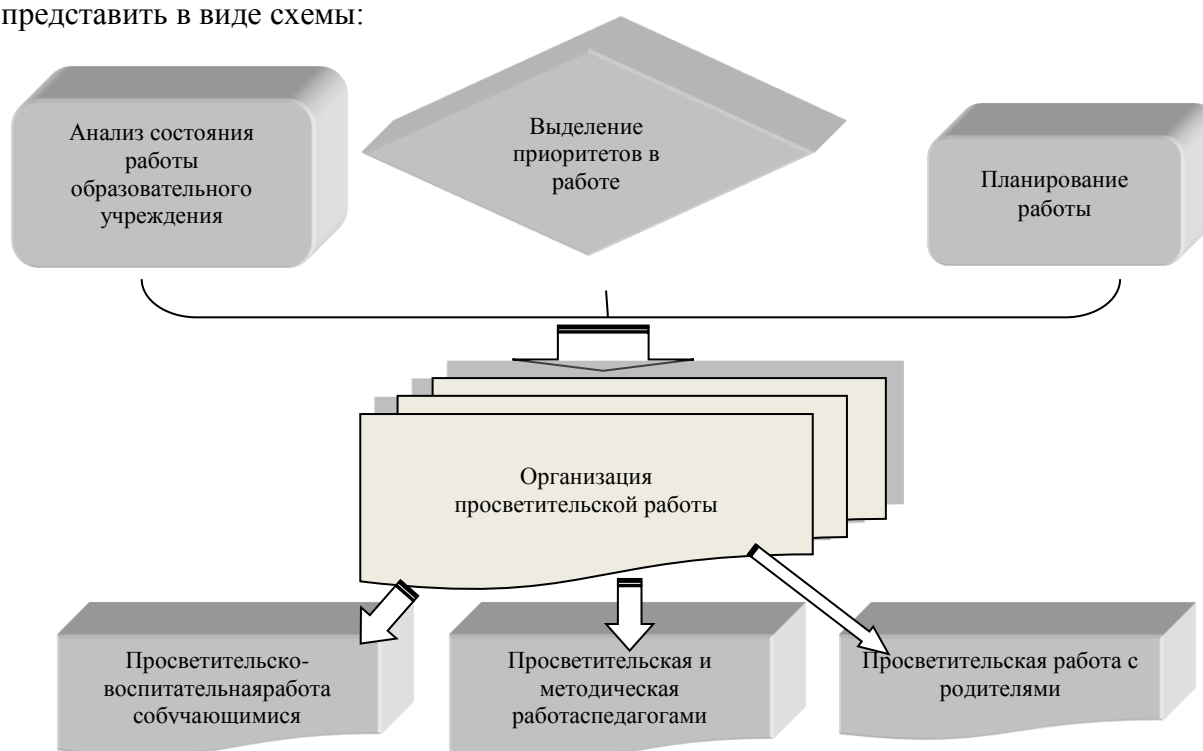 представить в виде схемы:
Анализ состояния
работы
образовательного
учреждения
Выделение
приоритетов в
работе
Планирование
работы
Организация
просветительской работы
Просветительско-
воспитательнаяработа
собучающимися
Просветительская и
методическая
работаспедагогами
Просветительская работа с
родителями